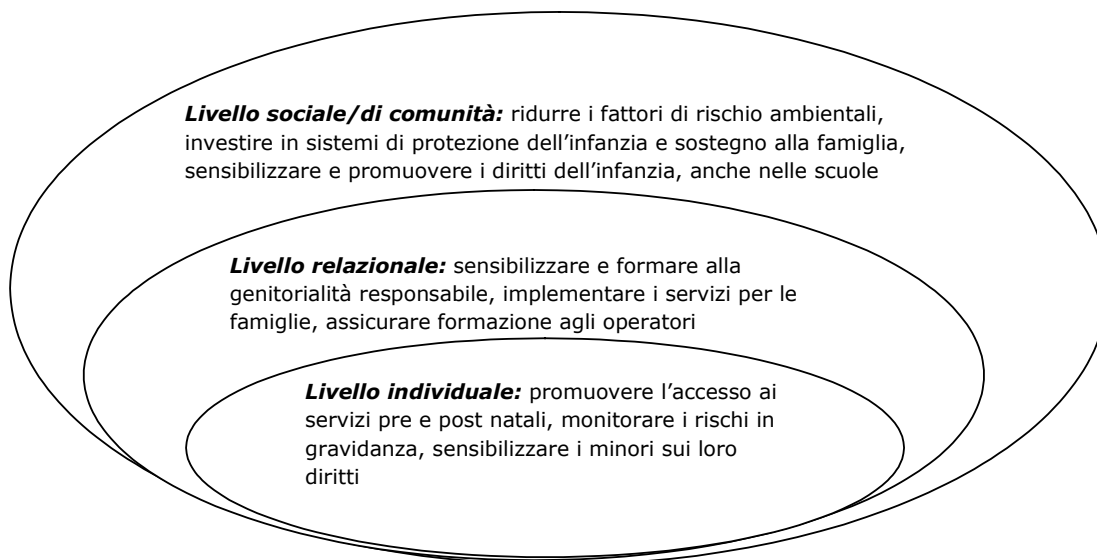 Livello sociale/di comunità: ridurre i fattori di rischio ambientali,
investire in sistemi di protezione dell’infanzia e sostegno alla famiglia,
sensibilizzare e promuovere i diritti dell’infanzia, anche nelle scuole
Livello relazionale: sensibilizzare e formare alla
genitorialità responsabile, implementare i servizi per le
famiglie, assicurare formazione agli operatori
Livello individuale: promuovere l’accesso ai
servizi pre e post natali, monitorare i rischi in
gravidanza, sensibilizzare i minori sui loro
diritti